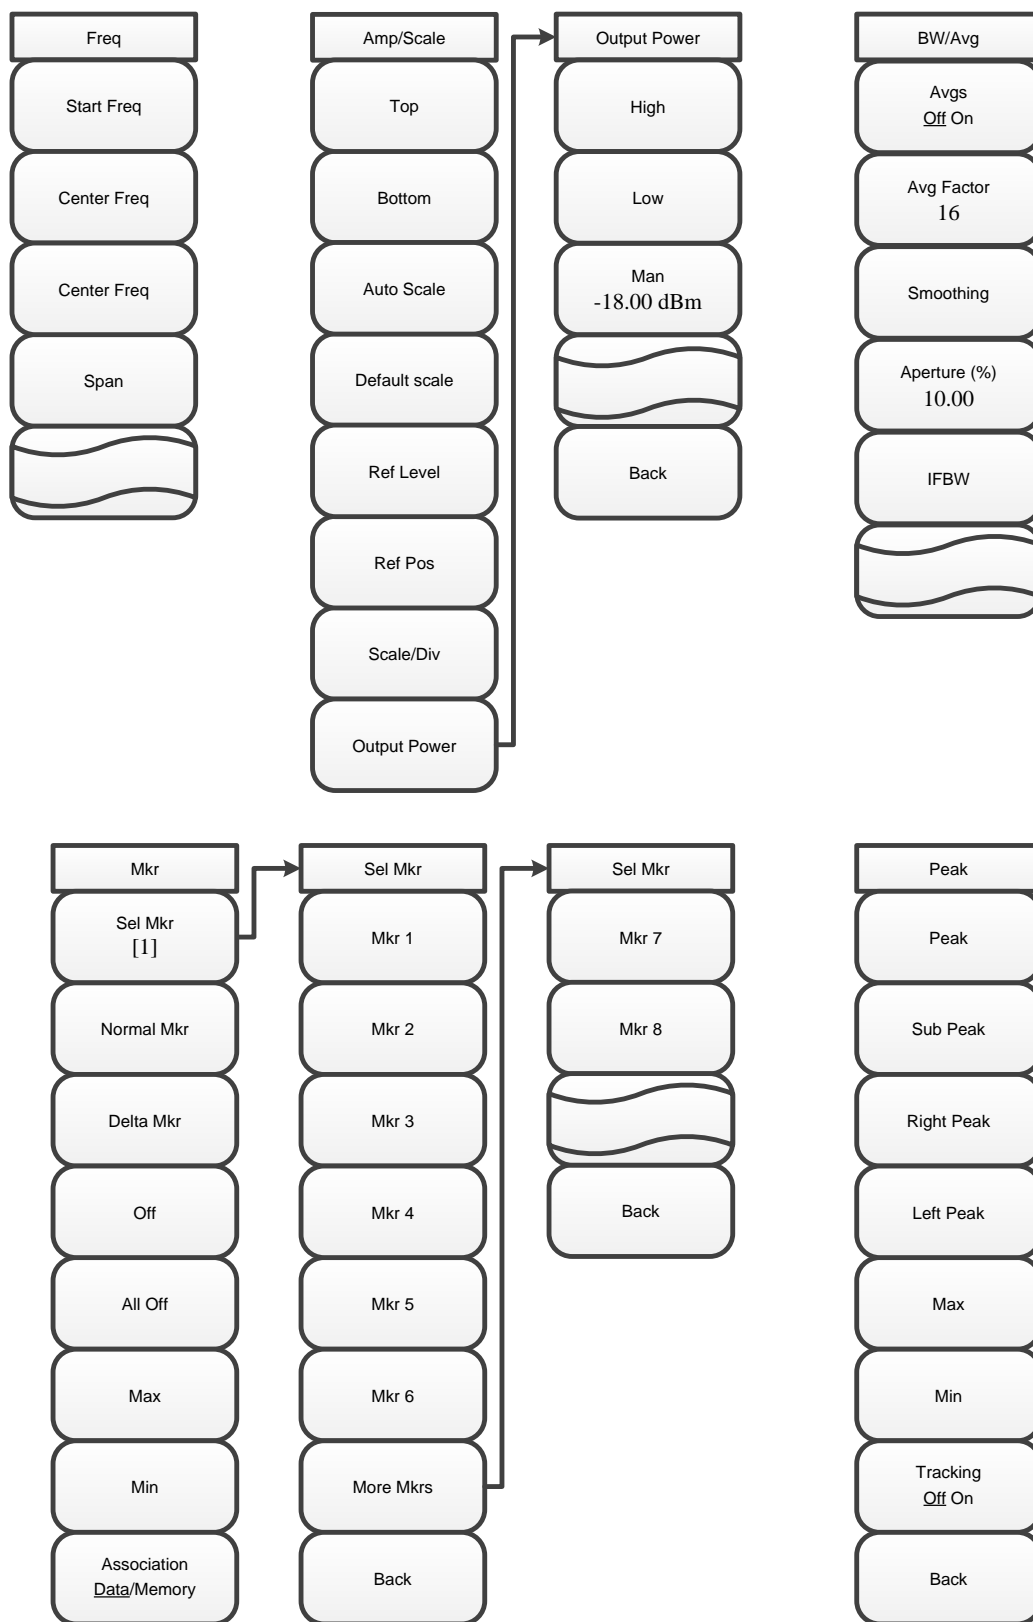 Freq
Start Freq
Center Freq
Center Freq
Span
Amp/Scale
Top
Bottom
Auto Scale
Default scale
Ref Level
Ref Pos
Scale/Div
Output Power
Output Power
High
Low
Man
-18.00 dBm
Back
BW/Avg
Avgs
Off On
Avg Factor
16
Smoothing
Aperture (%)
10.00
IFBW
Mkr
Sel Mkr
[1]
Normal Mkr
Delta Mkr
Off
All Off
Max
Min
Association
Data/Memory
Sel Mkr
Mkr 1
Mkr 2
Mkr 3
Mkr 4
Mkr 5
Mkr 6
More Mkrs
Back
Sel Mkr
Mkr 7
Mkr 8
Back
Peak
Peak
Sub Peak
Right Peak
Left Peak
Max
Min
Tracking
Off On
Back